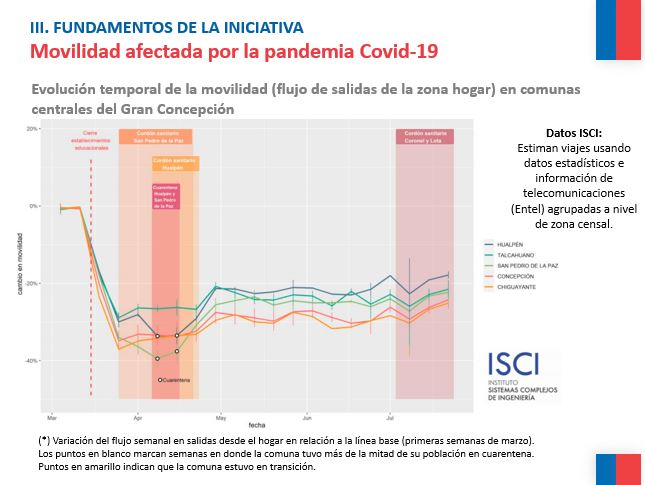 III. FUNDAMENTOS DE LA INICIATIVA
Movilidad afectada por la pandemia Covid-19
Evolución temporal de la movilidad (flujo de salidas de la zona hogar) en comunas
centrales del Gran Concepción
Datos ISCI:
Estiman viajes usando
datos estadísticos e
información de
telecomunicaciones
(Entel) agrupadas a nivel
de zona censal.
20%
0%
-20%
-40%
cambio en movilidad
Cierre
establecimientos
educacionales
Cordón sanitario
San Pedro de la Paz
Cordón sanitario
Hualpén
Cuarentena
Hualpén y
San Pedro
de la Paz
Cordón sanitario
Coronel y Lota
Cuarentena
Mar
Apr
May
Jun
Jul
fecha
HUALPÉN
TALCAHUANO
SAN PEDRO DE LA PAZ
CONCEPCIÓN
CHIGUAYANTE
ISCI
INSTITUTO
SISTEMAS COMPLEJOS
DE INGENIERÍA
(*) Variación del flujo semanal en salidas desde el hogar en relación a la línea base (primeras semanas de marzo).
Los puntos en blanco marcan semanas en donde la comuna tuvo más de la mitad de su población en cuarentena.
Puntos en amarillo indican que la comuna estuvo en transición.